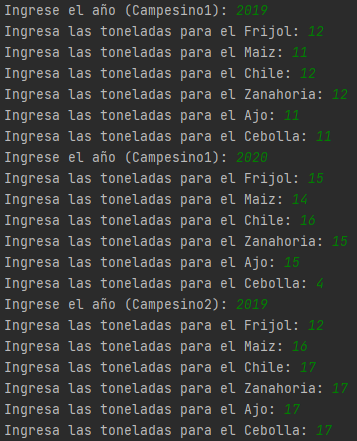 Ingrese el año (Campesino1): 2019
Ingresa las toneladas para el Frijol: 12
Ingresa las toneladas para el Maiz: 11
Ingresa las toneladas para el Chile: 12
Ingresa las toneladas para el Zanahoria: 12
Ingresa las toneladas para el Ajo: 11
Ingresa las toneladas para el Cebolla: 11
Ingrese el año (Campesino1): 2020
Ingresa las toneladas para el Frijol: 15
Ingresa las toneladas para el Maiz: 14
Ingresa las toneladas para el Chile: 16
Ingresa las toneladas para el Zanahoria: 15
Ingresa las toneladas para el Ajo: 15
Ingresa las toneladas para el Cebolla: 4
Ingrese el año (Campesino2): 2019
Ingresa las toneladas para el Frijol: 12
Ingresa las toneladas para el Maiz: 16
Ingresa las toneladas para el Chile: 17
Ingresa las toneladas para el Zanahoria: 17
Ingresa las toneladas para el Ajo: 17
Ingresa las toneladas para el Cebolla: 17